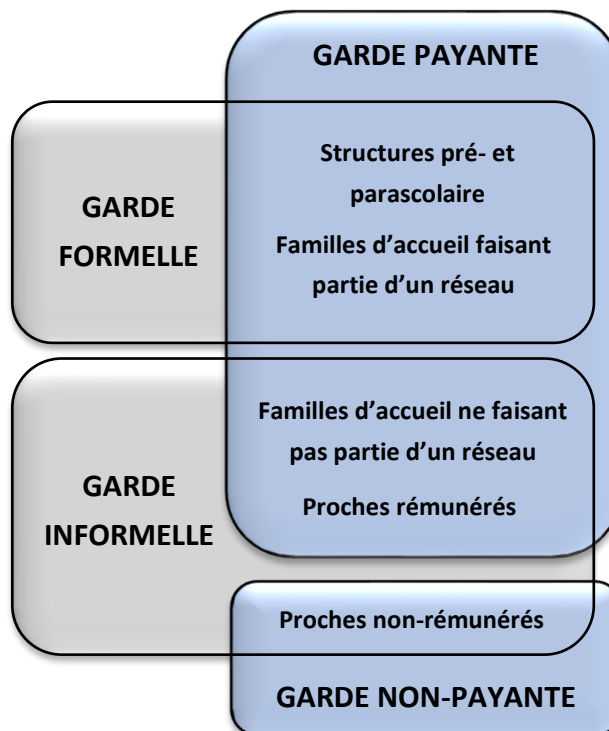 GARDE PAYANTE
Structures pré- et
parascolaire
GARDE
FORMELLE
Familles d’accueil faisant
partie d’un réseau
Familles d’accueil ne faisant
pas partie d’un réseau
GARDE
INFORMELLE
Proches rémunérés
Proches non-rémunérés
GARDE NON-PAYANTE